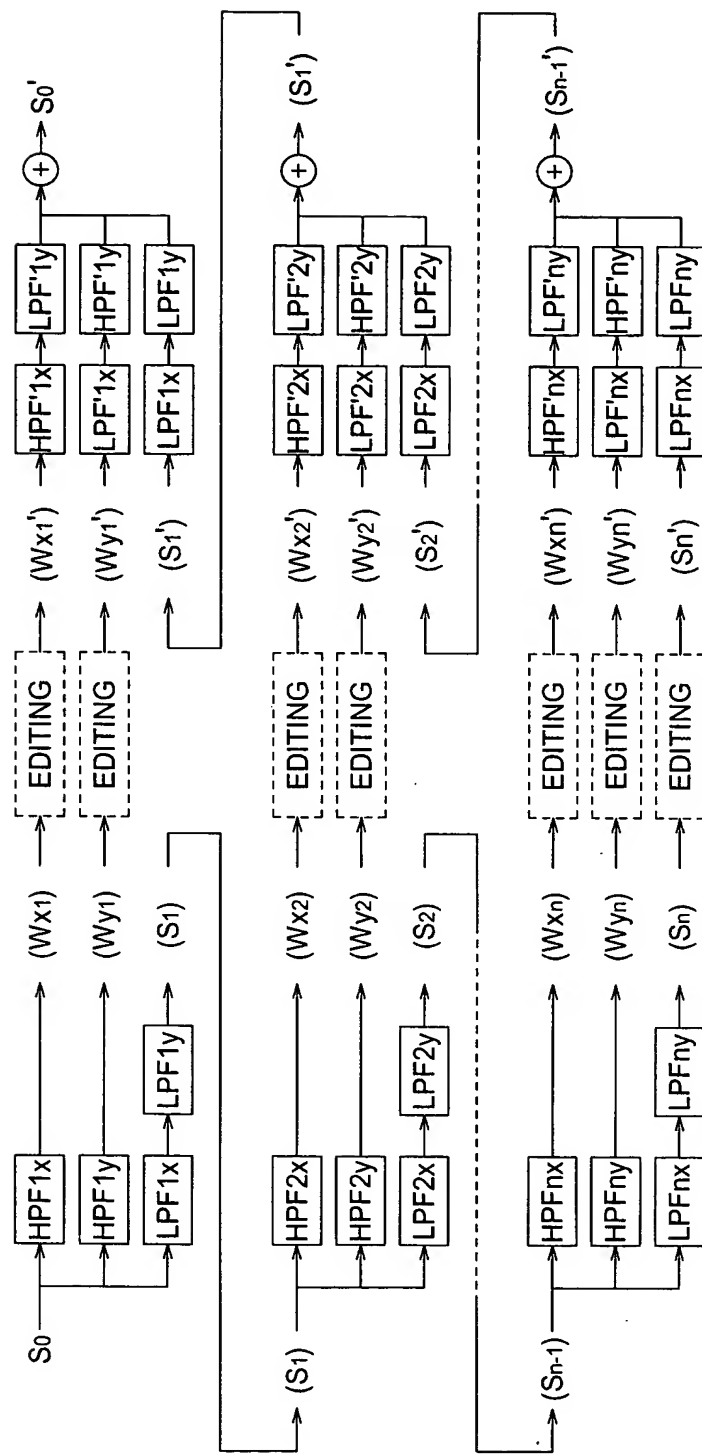 S0 HPF1x (Wx1) EDITING (Wx1') HPF'1x LPF'1y + S0'
HPF1y (Wy1) EDITING (Wy1') LPF'1x HPF'1y
LPF1x LPF1y (S1) (S1') LPF1x LPF1y
(S1) HPF2x (Wx2) EDITING (Wx2') HPF'2x LPF'2y + (S1')
HPF2y (Wy2) EDITING (Wy2') LPF'2x HPF'2y
LPF2x LPF2y (S2) (S2') LPF2x LPF2y
(Sn-1) HPFnx (Wxn) EDITING (Wxn') HPF'nx LPF'ny + (Sn-1')
HPFny (Wyn) EDITING (Wyn') LPF'nx HPF'ny
LPFnx LPFny (Sn) EDITING (Sn') LPFnx LPFny